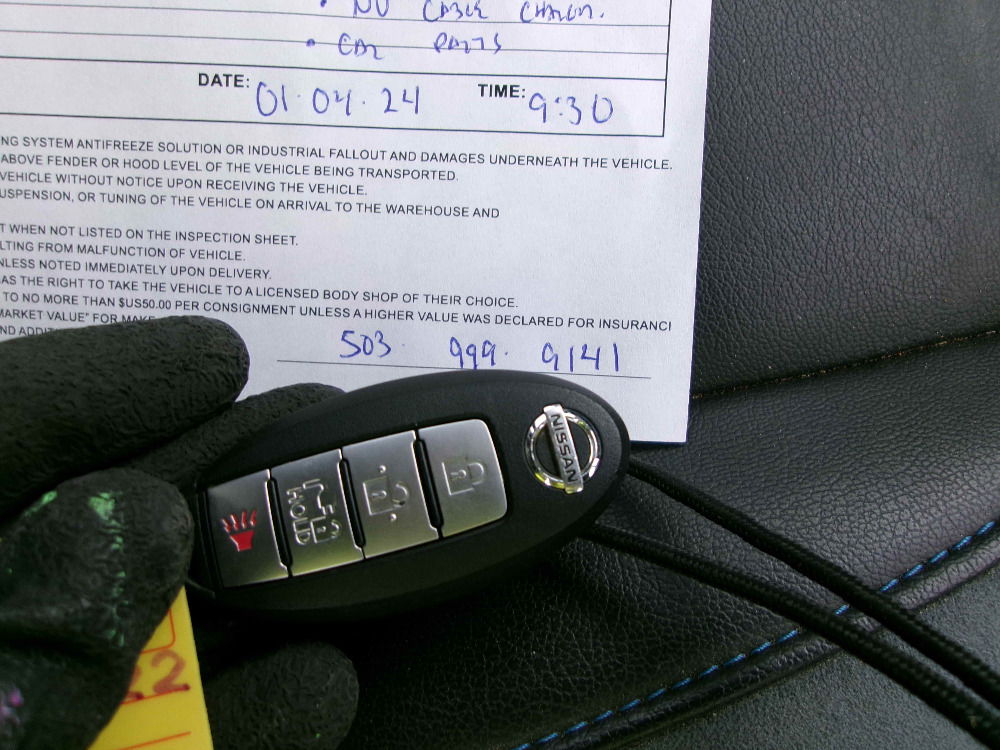 • NO CABLE CHARGR.
• CAR PARTS
DATE: 01.04.24 TIME: 9:30
NG SYSTEM ANTIFREEZE SOLUTION OR INDUSTRIAL FALLOUT AND DAMAGES UNDERNEATH THE VEHICLE.
ABOVE FENDER OR HOOD LEVEL OF THE VEHICLE BEING TRANSPORTED.
VEHICLE WITHOUT NOTICE UPON RECEIVING THE VEHICLE.
USPENSION, OR TUNING OF THE VEHICLE ON ARRIVAL TO THE WAREHOUSE AND
T WHEN NOT LISTED ON THE INSPECTION SHEET.
LTING FROM MALFUNCTION OF VEHICLE.
NLESS NOTED IMMEDIATELY UPON DELIVERY.
AS THE RIGHT TO TAKE THE VEHICLE TO A LICENSED BODY SHOP OF THEIR CHOICE.
TO NO MORE THAN $US50.00 PER CONSIGNMENT UNLESS A HIGHER VALUE WAS DECLARED FOR INSURANCI
MARKET VALUE" FOR MAKE
ND ADDIT
503 999. 9141
NISSAN
HOLD
22